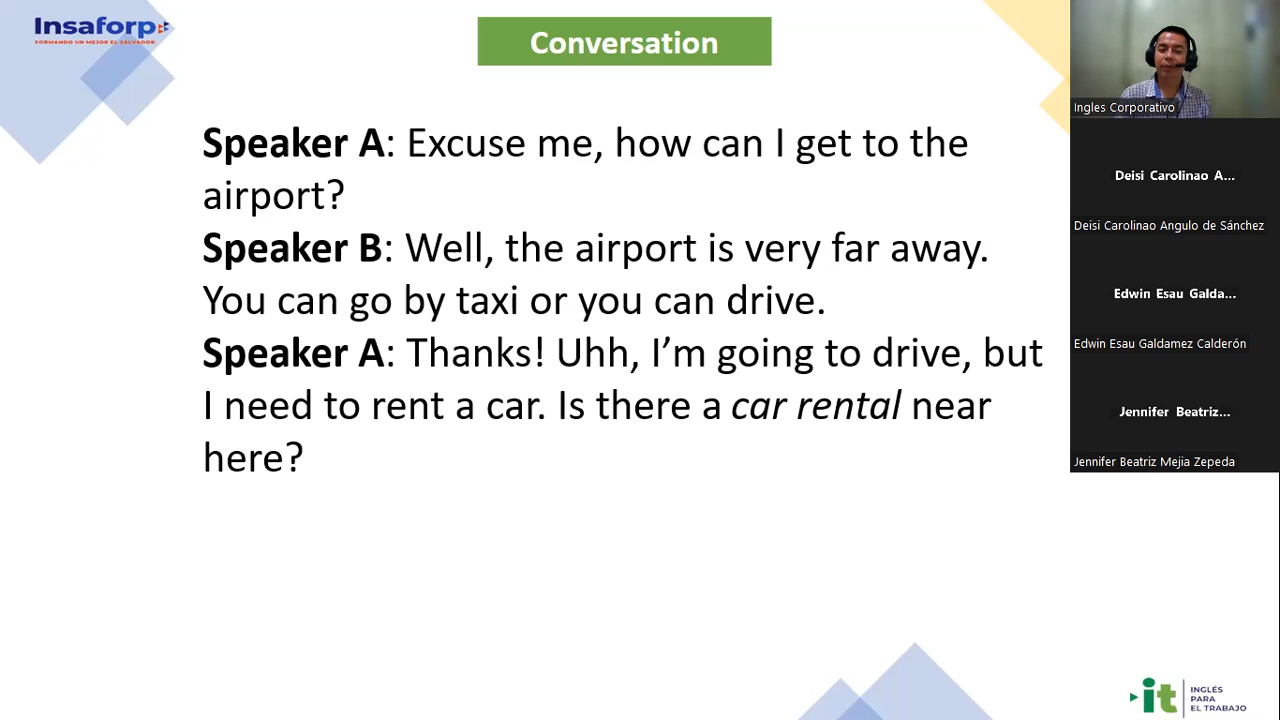 Insaforp
FORMANDO UN MEJOR EL SALVADOR
Conversation
Speaker A: Excuse me, how can I get to the
airport?
Speaker B: Well, the airport is very far away.
You can go by taxi or you can drive.
Speaker A: Thanks! Uhh, I’m going to drive, but
I need to rent a car. Is there a car rental near
here?
Ingles Corporativo
Deisi Carolinao A...
Deisi Carolinao Angulo de Sánchez
Edwin Esau Galda...
Edwin Esau Galdamez Calderón
Jennifer Beatriz...
Jennifer Beatriz Mejia Zepeda
it
INGLÉS
PARA
EL TRABAJO